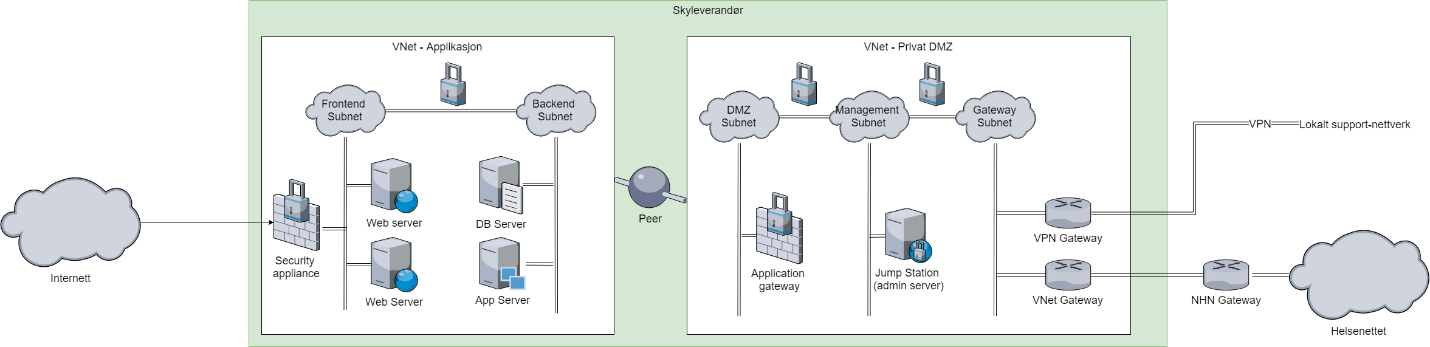 Skyleverandør
VNet - Applikasjon
VNet - Privat DMZ
Frontend
Subnet
Backend
Subnet
DMZ
Subnet
Management
Subnet
Gateway
Subnet
VPN
Lokalt support-nettverk
Web server
DB Server
Peer
VPN Gateway
Security
appliance
Internett
Web Server
App Server
Application
gateway
Jump Station
(admin server)
VNet Gateway
NHN Gateway
Helsenettet